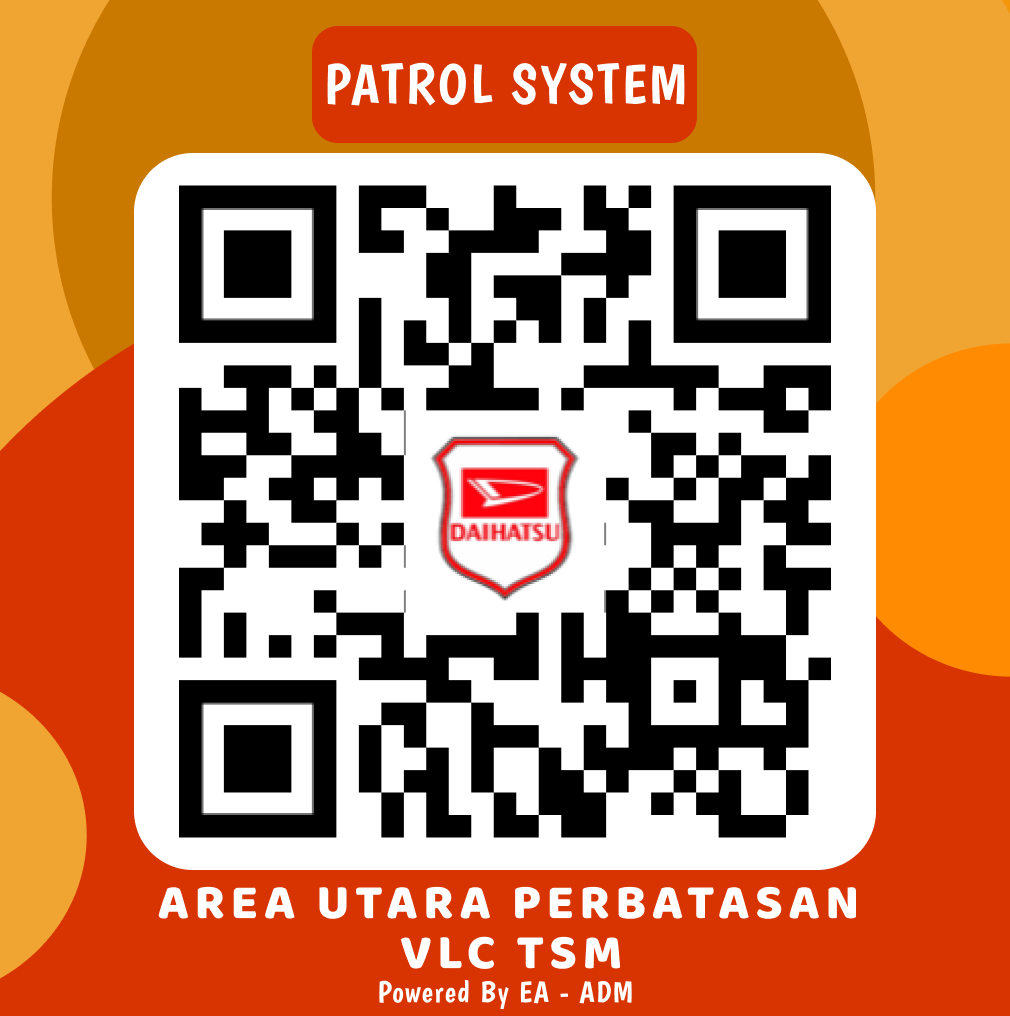 PATROL SYSTEM
DAIHATSU
AREA UTARA PERBATASAN
VLC TSM
Powered By EA - ADM